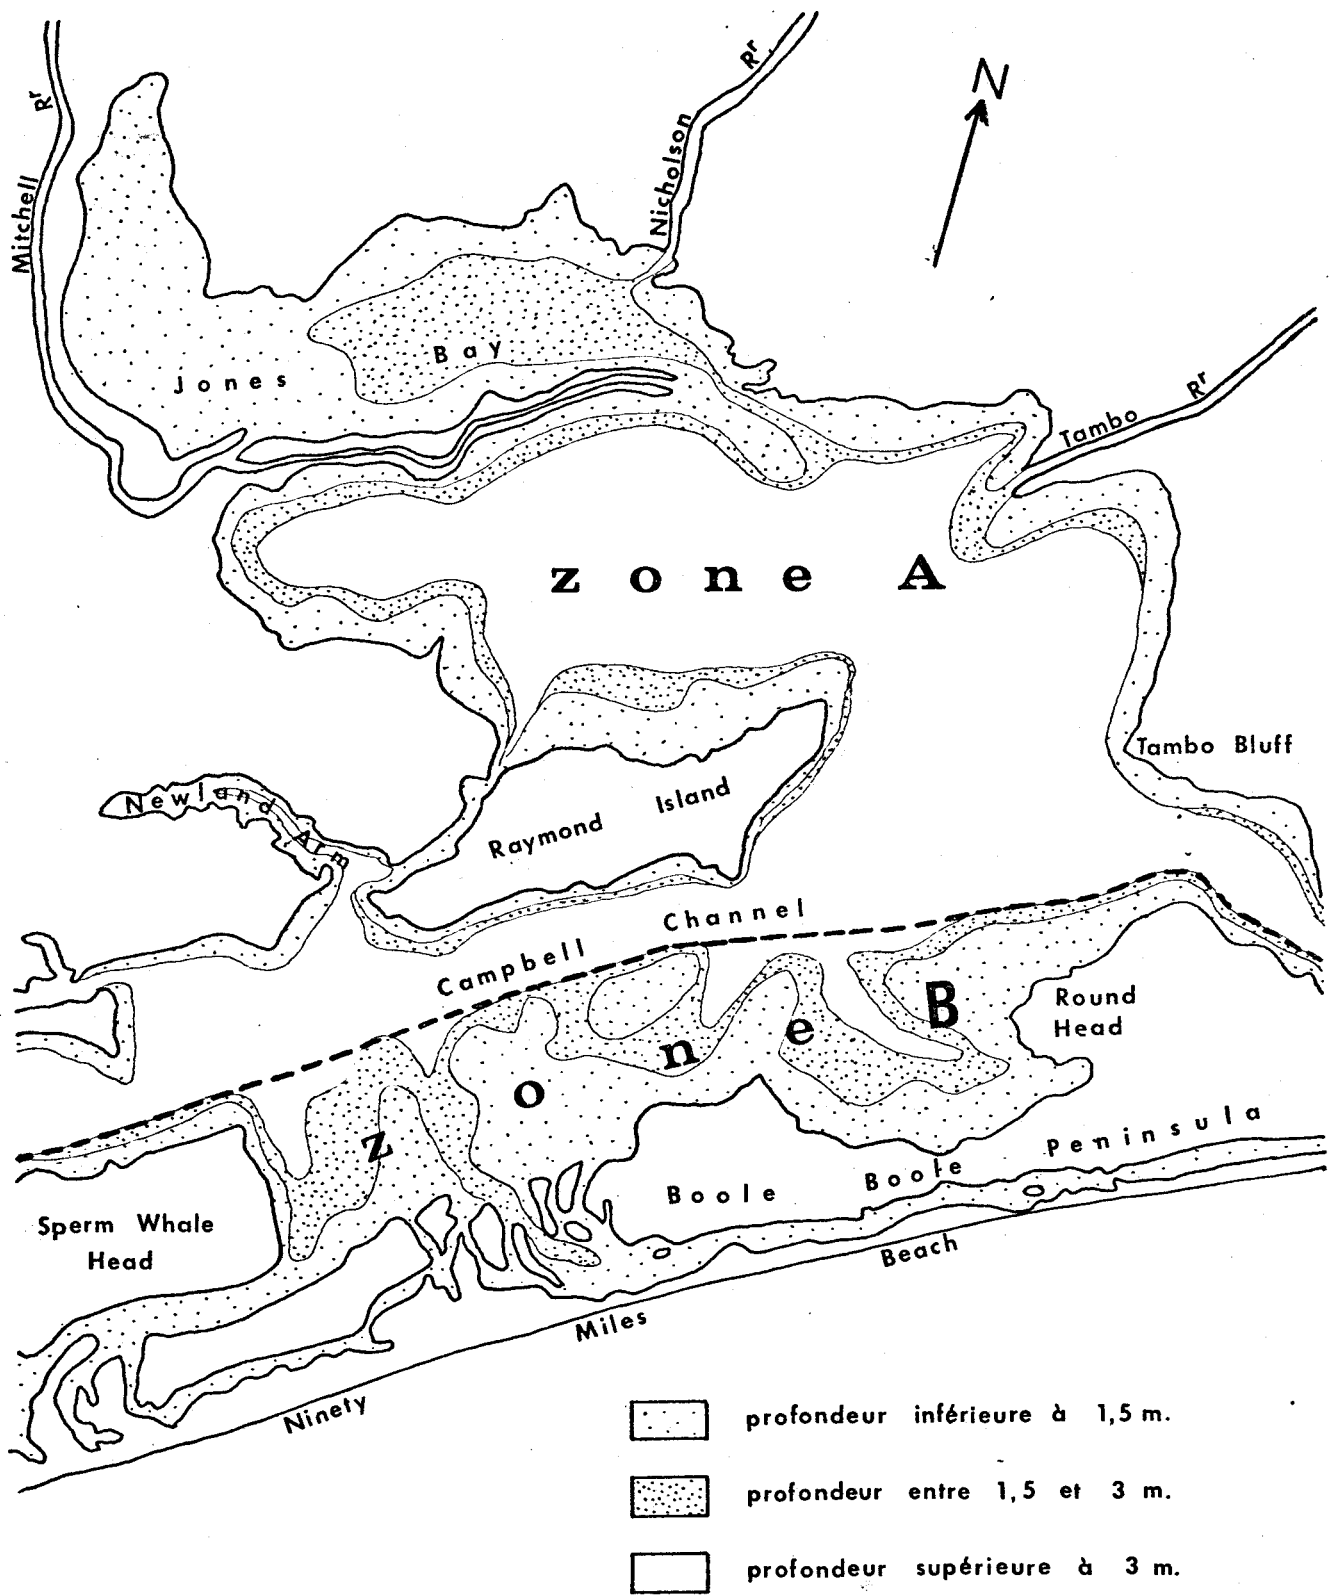 N
Mitchell Rr
Nicholson Rr
Jones Bay
Tambo Rr
zone A
Tambo Bluff
Newland Arm
Raymond Island
Campbell Channel
zone B
Round
Head
Sperm Whale
Head
Boole Boole Peninsula
Ninety Miles Beach
profondeur inférieure à 1,5 m.
profondeur entre 1,5 et 3 m.
profondeur supérieure à 3 m.